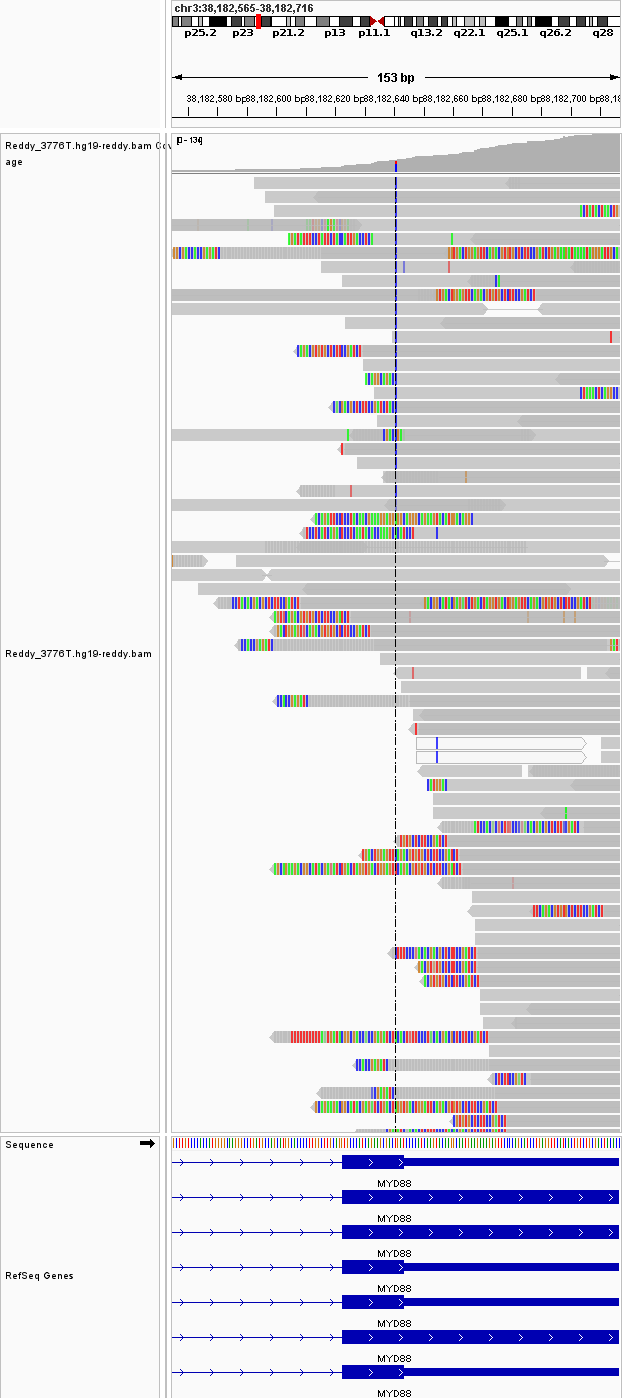 chr3:38,182,565-38,182,716
p25.2 p23 p21.2 p13 p11.1 q13.2 q22.1 q25.1 q26.2 q28
153 bp
38,182,580 bp 38,182,600 bp 38,182,620 bp 38,182,640 bp 38,182,660 bp 38,182,680 bp 38,182,700 bp
Reddy_3776T.hg19-reddy.bam Cov
age
[0 - 134]
Reddy_3776T.hg19-reddy.bam
Sequence
MYD88
MYD88
MYD88
RefSeq Genes
MYD88
MYD88
MYD88
MYD88